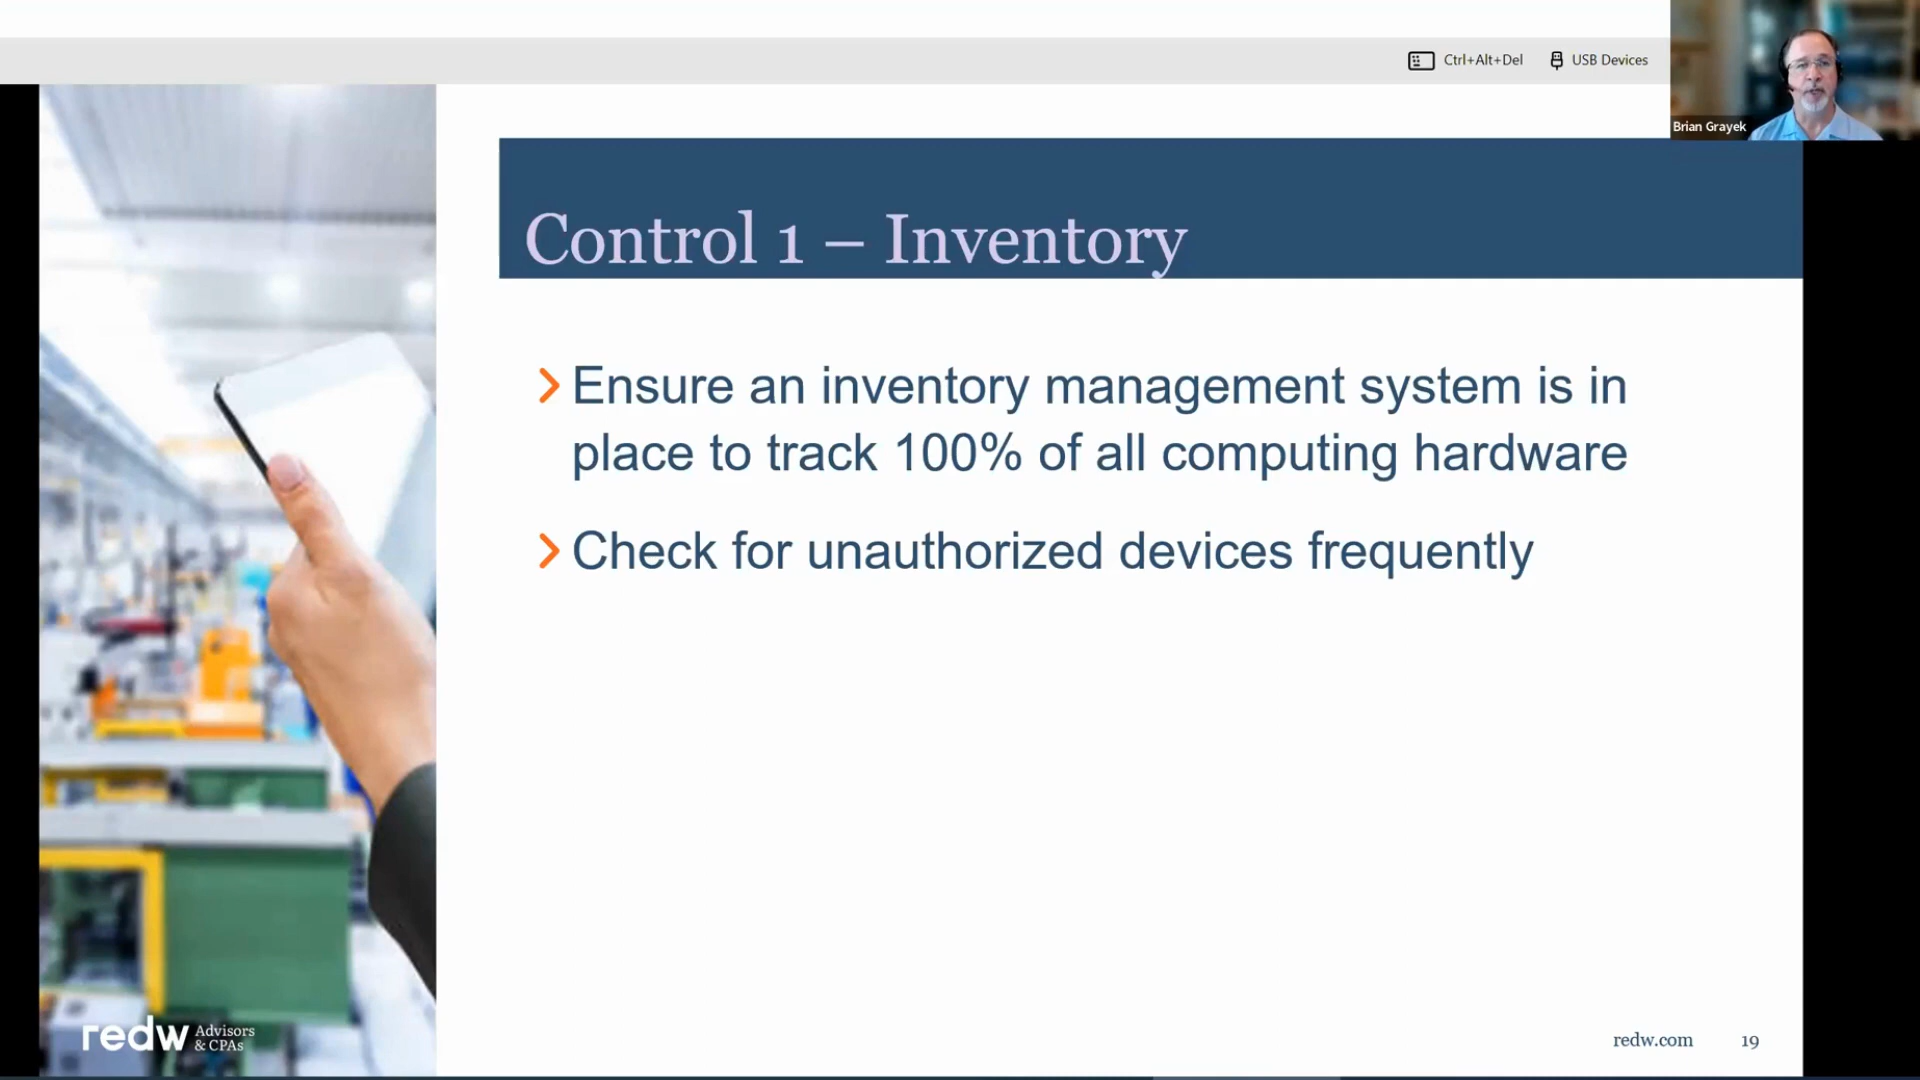 Ctrl+Alt+Del USB Devices
Brian Grayek
Control 1 – Inventory
Ensure an inventory management system is in
place to track 100% of all computing hardware
Check for unauthorized devices frequently
redw Advisors
& CPAs
redw.com 19